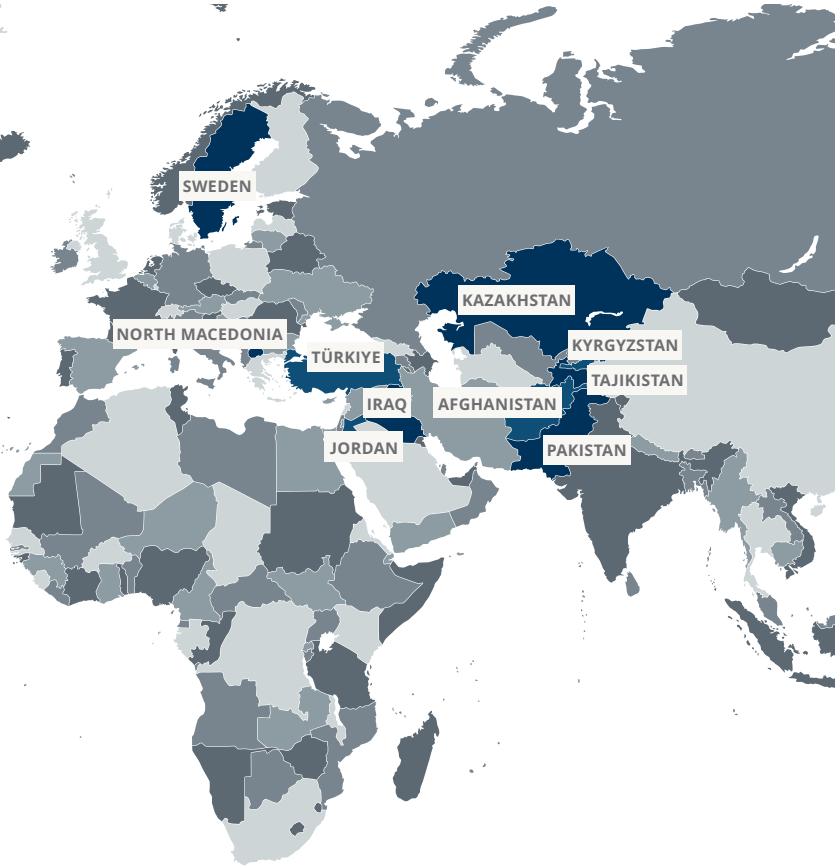 SWEDEN
KAZAKHSTAN
NORTH MACEDONIA
KYRGYZSTAN
TÜRKIYE
TAJIKISTAN
IRAQ
AFGHANISTAN
JORDAN
PAKISTAN